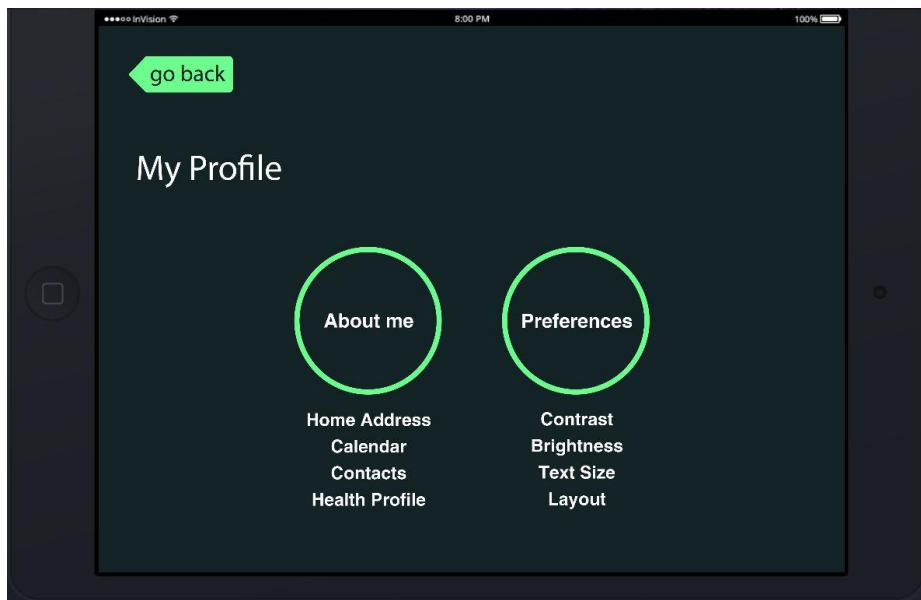 InVision 8:00 PM 100%
go back
My Profile
About me
Preferences
Home Address
Calendar
Contacts
Health Profile
Contrast
Brightness
Text Size
Layout